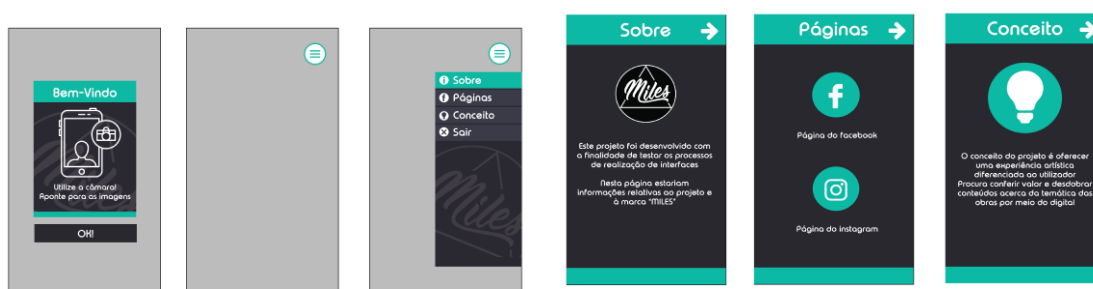 Bem-Vindo
Utilize a câmara!
Aponte para as imagens
OK!
Sobre
Páginas
Conceito
Sair
Miles
Sobre
Miles
Este projeto foi desenvolvido com
a finalidade de testar os processos
de realização de interfaces
Nesta página estariam
informações relativas ao projeto e
à marca "MILES"
Páginas
Página do facebook
Página do instagram
Conceito
O conceito do projeto é oferecer
uma experiência artística
diferenciada ao utilizador
Procura conferir valor e desdobrar
conteúdos acerca da temática das
obras por meio do digital